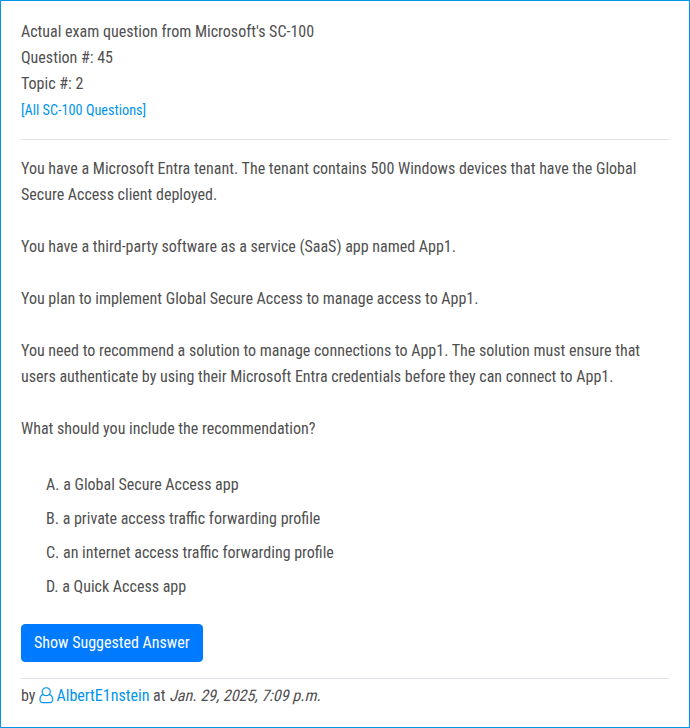 Actual exam question from Microsoft's SC-100
Question #: 45
Topic #: 2
[All SC-100 Questions]
You have a Microsoft Entra tenant. The tenant contains 500 Windows devices that have the Global
Secure Access client deployed.
You have a third-party software as a service (SaaS) app named App1.
You plan to implement Global Secure Access to manage access to App1.
You need to recommend a solution to manage connections to App1. The solution must ensure that
users authenticate by using their Microsoft Entra credentials before they can connect to App1.
What should you include the recommendation?
A. a Global Secure Access app
B. a private access traffic forwarding profile
C. an internet access traffic forwarding profile
D. a Quick Access app
Show Suggested Answer
by AlbertE1nstein at Jan. 29, 2025, 7:09 p.m.